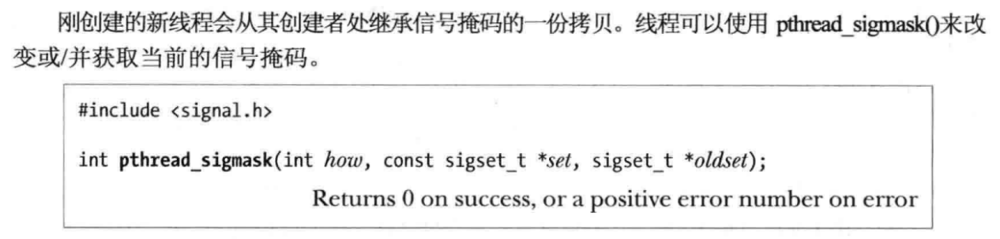 刚创建的新线程会从其创建者处继承信号掩码的一份拷贝。线程可以使用 pthread_sigmask()来改
变或/并获取当前的信号掩码。
#include <signal.h>
int pthread_sigmask(int how, const sigset_t *set, sigset_t *oldset);
Returns 0 on success, or a positive error number on error